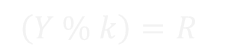 (Y % k) = R